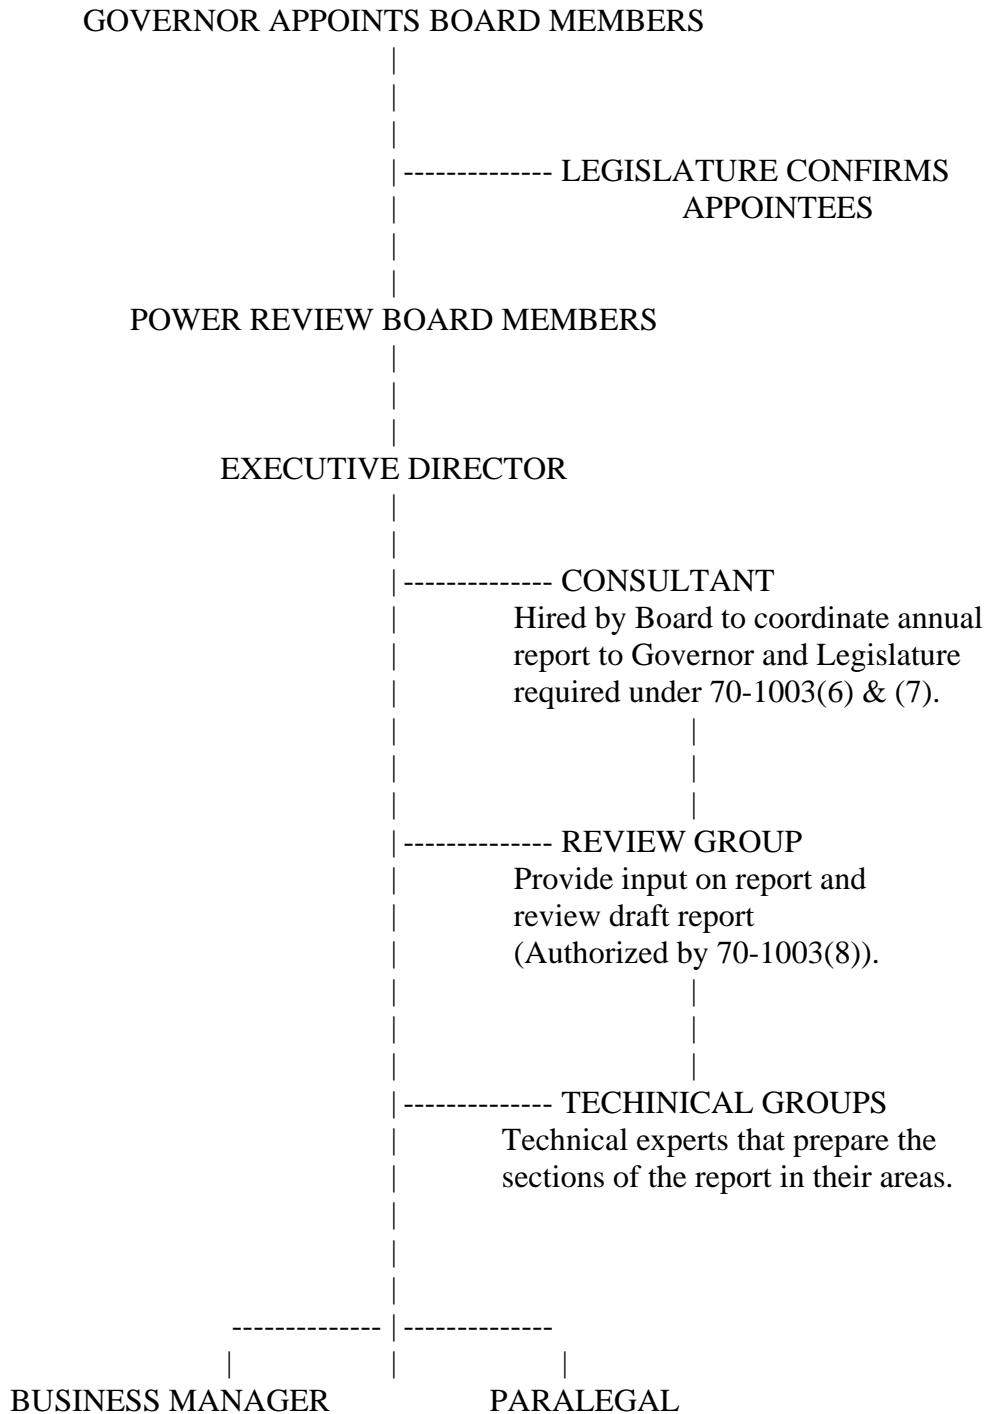 GOVERNOR APPOINTS BOARD MEMBERS
LEGISLATURE CONFIRMS
APPOINTEES
POWER REVIEW BOARD MEMBERS
EXECUTIVE DIRECTOR
CONSULTANT
Hired by Board to coordinate annual
report to Governor and Legislature
required under 70-1003(6) & (7).
REVIEW GROUP
Provide input on report and
review draft report
(Authorized by 70-1003(8)).
TECHINICAL GROUPS
Technical experts that prepare the
sections of the report in their areas.
BUSINESS MANAGER PARALEGAL